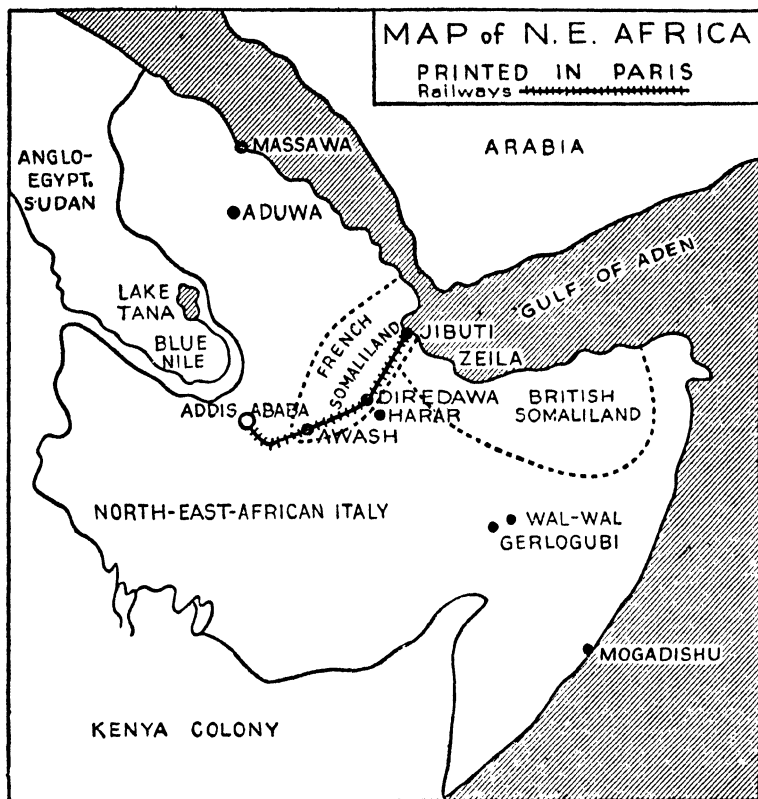 MAP of N.E. AFRICA
PRINTED IN PARIS
Railways
ANGLO-
EGYPT.
SUDAN
MASSAWA
ARABIA
ADUWA
GULF OF ADEN
LAKE
TANA
BLUE
NILE
FRENCH
SOMALILAND
JIBUTI
ZEILA
ADDIS ABABA
DIREDAWA
HARAR
AWASH
BRITISH
SOMALILAND
NORTH-EAST-AFRICAN ITALY
WAL-WAL
GERLOGUBI
MOGADISHU
KENYA COLONY